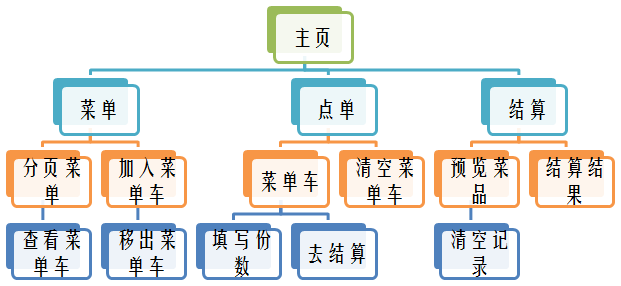 主页
菜单
点单
结算
分页菜
单
加入菜
单车
菜单车
清空菜
单车
预览菜
品
结算结
果
查看菜
单车
移出菜
单车
填写份
数
去结算
清空记
录